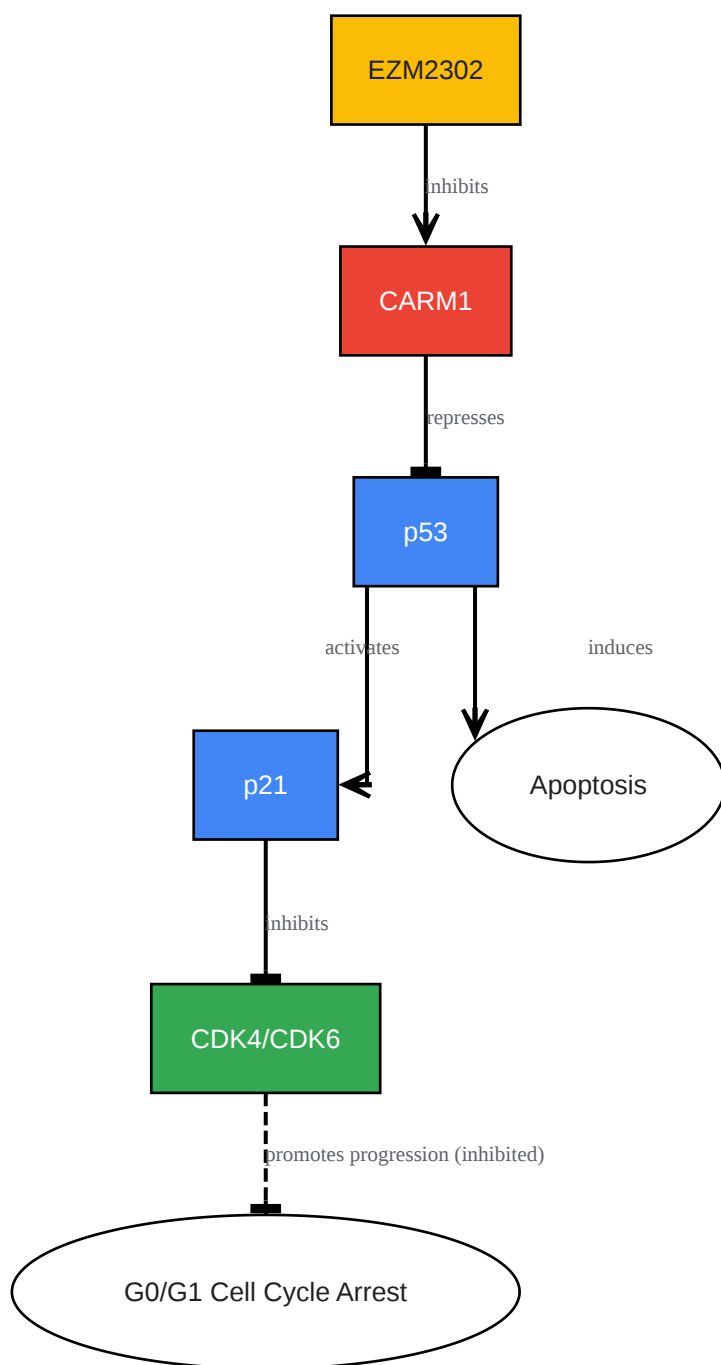 EZM2302
inhibits
CARM1
represses
p53
activates
induces
p21
Apoptosis
inhibits
CDK4/CDK6
promotes progression (inhibited)
G0/G1 Cell Cycle Arrest